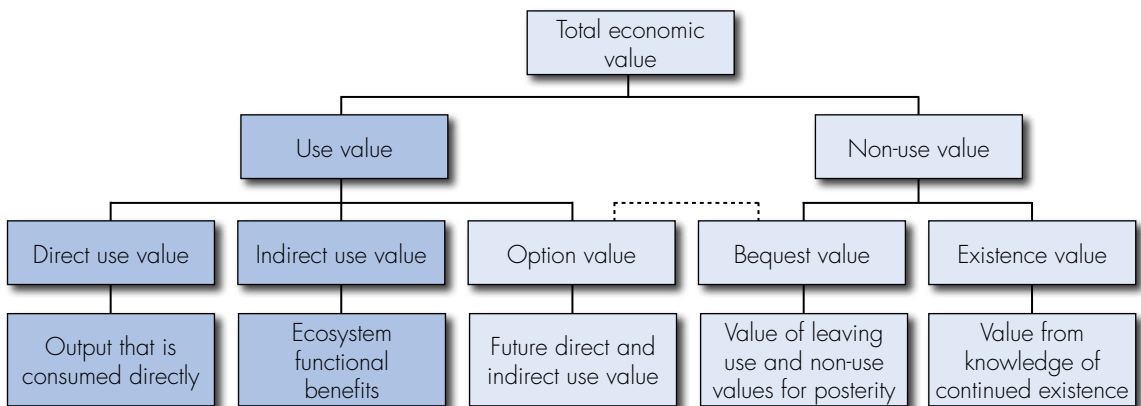 Total economic
value
Use value
Non-use value
Direct use value
Indirect use value
Option value
Bequest value
Existence value
Output that is
consumed directly
Ecosystem
functional
benefits
Future direct and
indirect use value
Value of leaving
use and non-use
values for posterity
Value from
knowledge of
continued existence